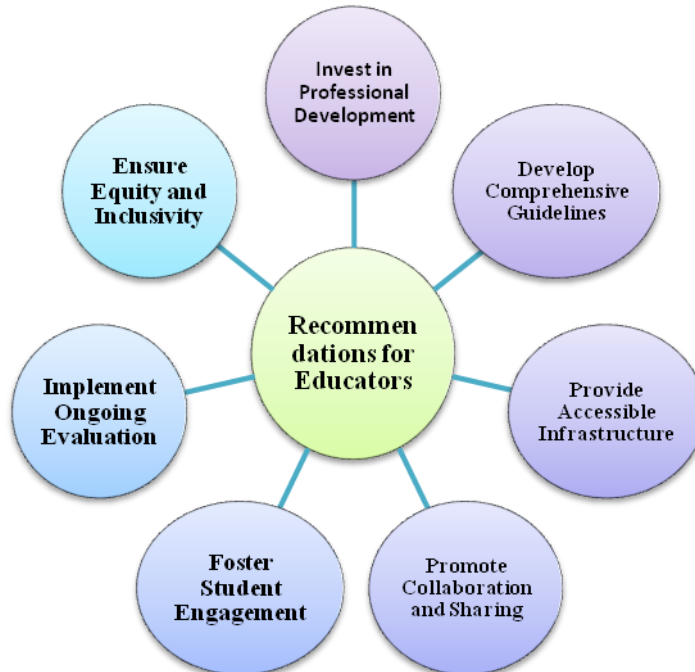 Invest in
Professional
Development
Develop
Comprehensive
Guidelines
Provide
Accessible
Infrastructure
Promote
Collaboration
and Sharing
Foster
Student
Engagement
Implement
Ongoing
Evaluation
Ensure
Equity and
Inclusivity
Recommen
dations for
Educators